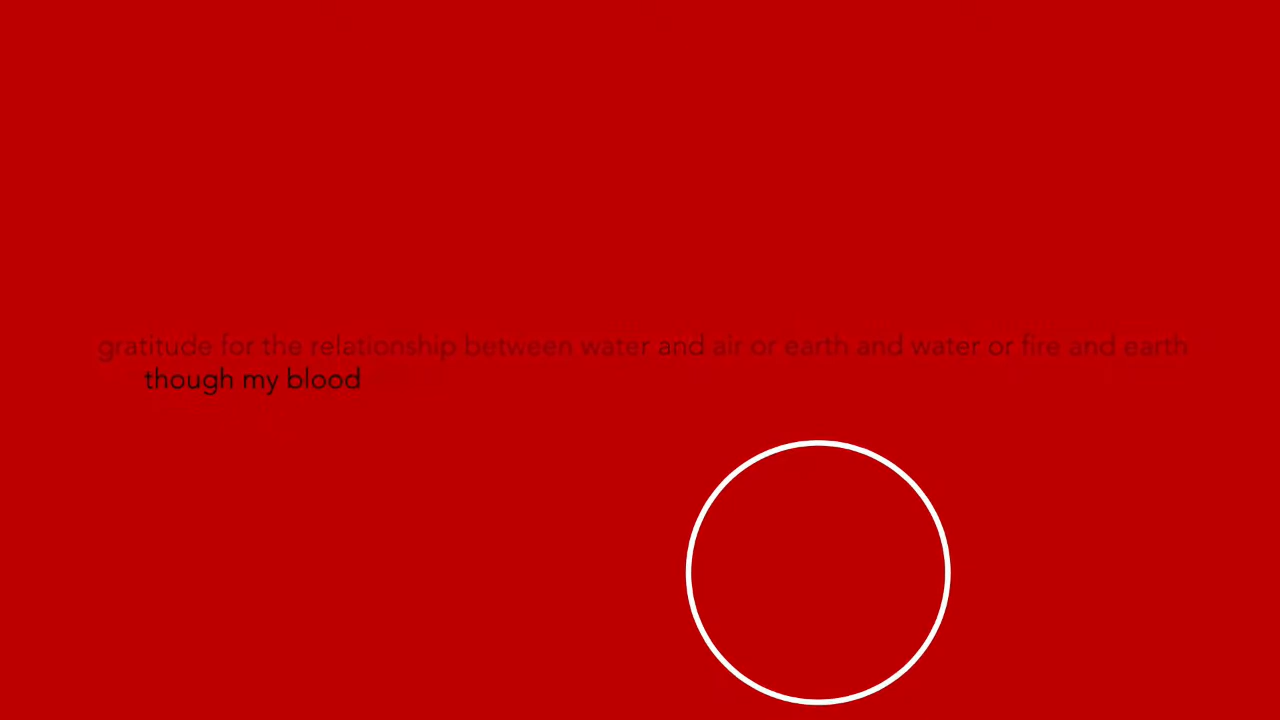 gratitude for the relationship between water and air or earth and water or fire and earth
though my blood